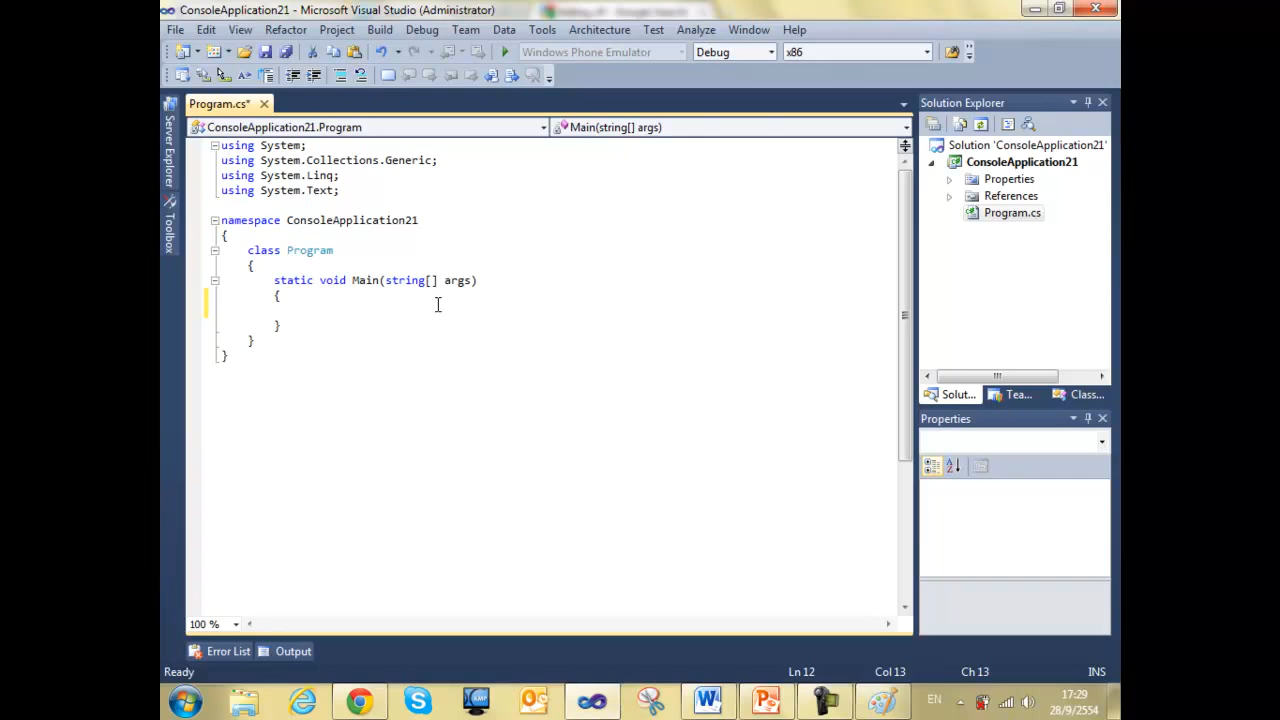 ConsoleApplication21 - Microsoft Visual Studio (Administrator)
File Edit View Refactor Project Build Debug Team Data Tools Architecture Test Analyze Window Help
Windows Phone Emulator Debug x86
Program.cs* Solution Explorer
ConsoleApplication21.Program Main(string[] args)
Server Explorer
Toolbox
using System;
using System.Collections.Generic;
using System.Linq;
using System.Text;
namespace ConsoleApplication21
{
class Program
{
static void Main(string[] args)
{
}
}
}
Solution 'ConsoleApplication21'
ConsoleApplication21
Properties
References
Program.cs
Solut... Tea... Class...
Properties
100 %
Error List Output
Ready Ln 12 Col 13 Ch 13 INS
EN 17:29
28/9/2554